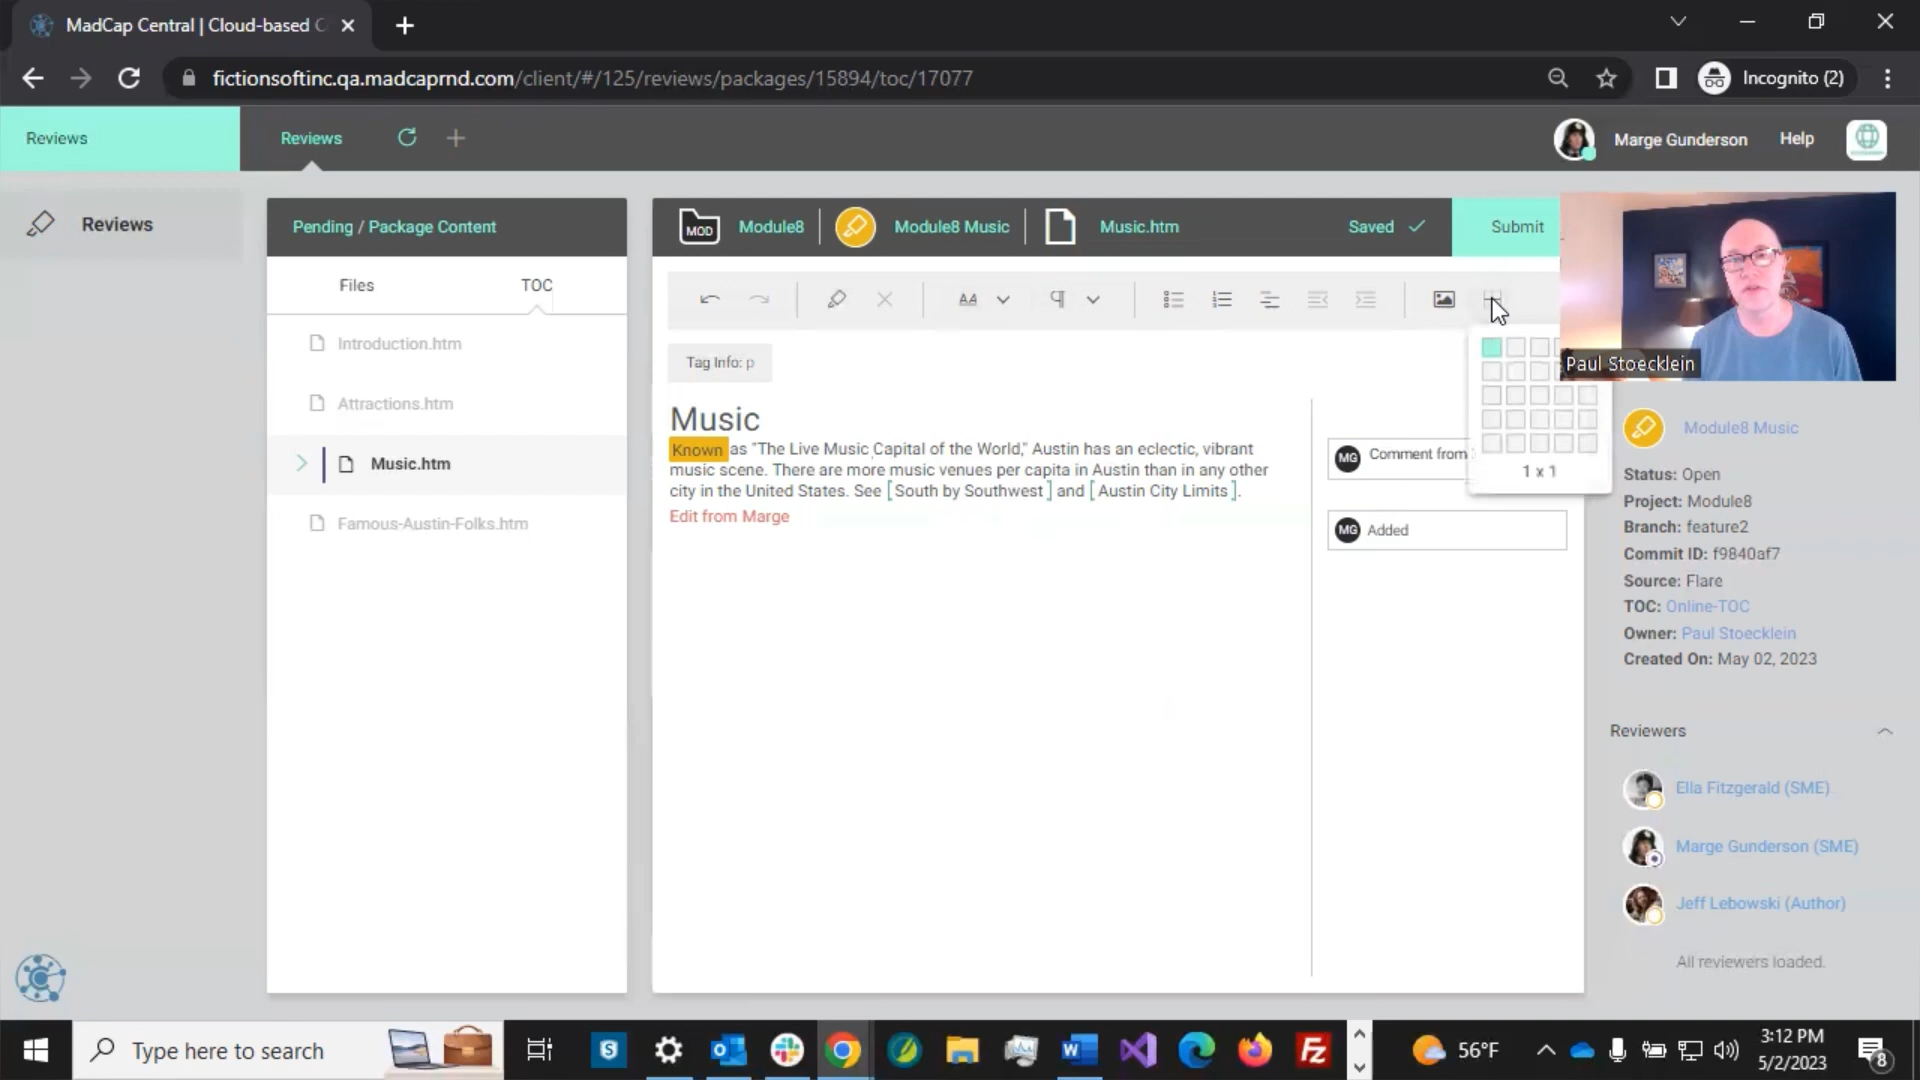 MadCap Central | Cloud-based C
fictionsoftinc.qa.madcaprnd.com/client/#/125/reviews/packages/15894/toc/17077
Incognito (2)
Reviews
Reviews
Marge Gunderson
Help
Reviews
Pending / Package Content
MOD
Module8
Module8 Music
Music.htm
Saved
Submit
Files
TOC
Introduction.htm
Attractions.htm
Music.htm
Famous-Austin-Folks.htm
AA
Tag Info: p
Music
Known as "The Live Music Capital of the World," Austin has an eclectic, vibrant
music scene. There are more music venues per capita in Austin than in any other
city in the United States. See [South by Southwest] and [Austin City Limits].
Edit from Marge
MG Comment from
MG Added
1 x 1
Paul Stoecklein
Module8 Music
Status: Open
Project: Module8
Branch: feature2
Commit ID: f9840af7
Source: Flare
TOC: Online-TOC
Owner: Paul Stoecklein
Created On: May 02, 2023
Reviewers
Ella Fitzgerald (SME)
Marge Gunderson (SME)
Jeff Lebowski (Author)
All reviewers loaded.
Type here to search
S
W
Fz
56°F
3:12 PM
5/2/2023
8